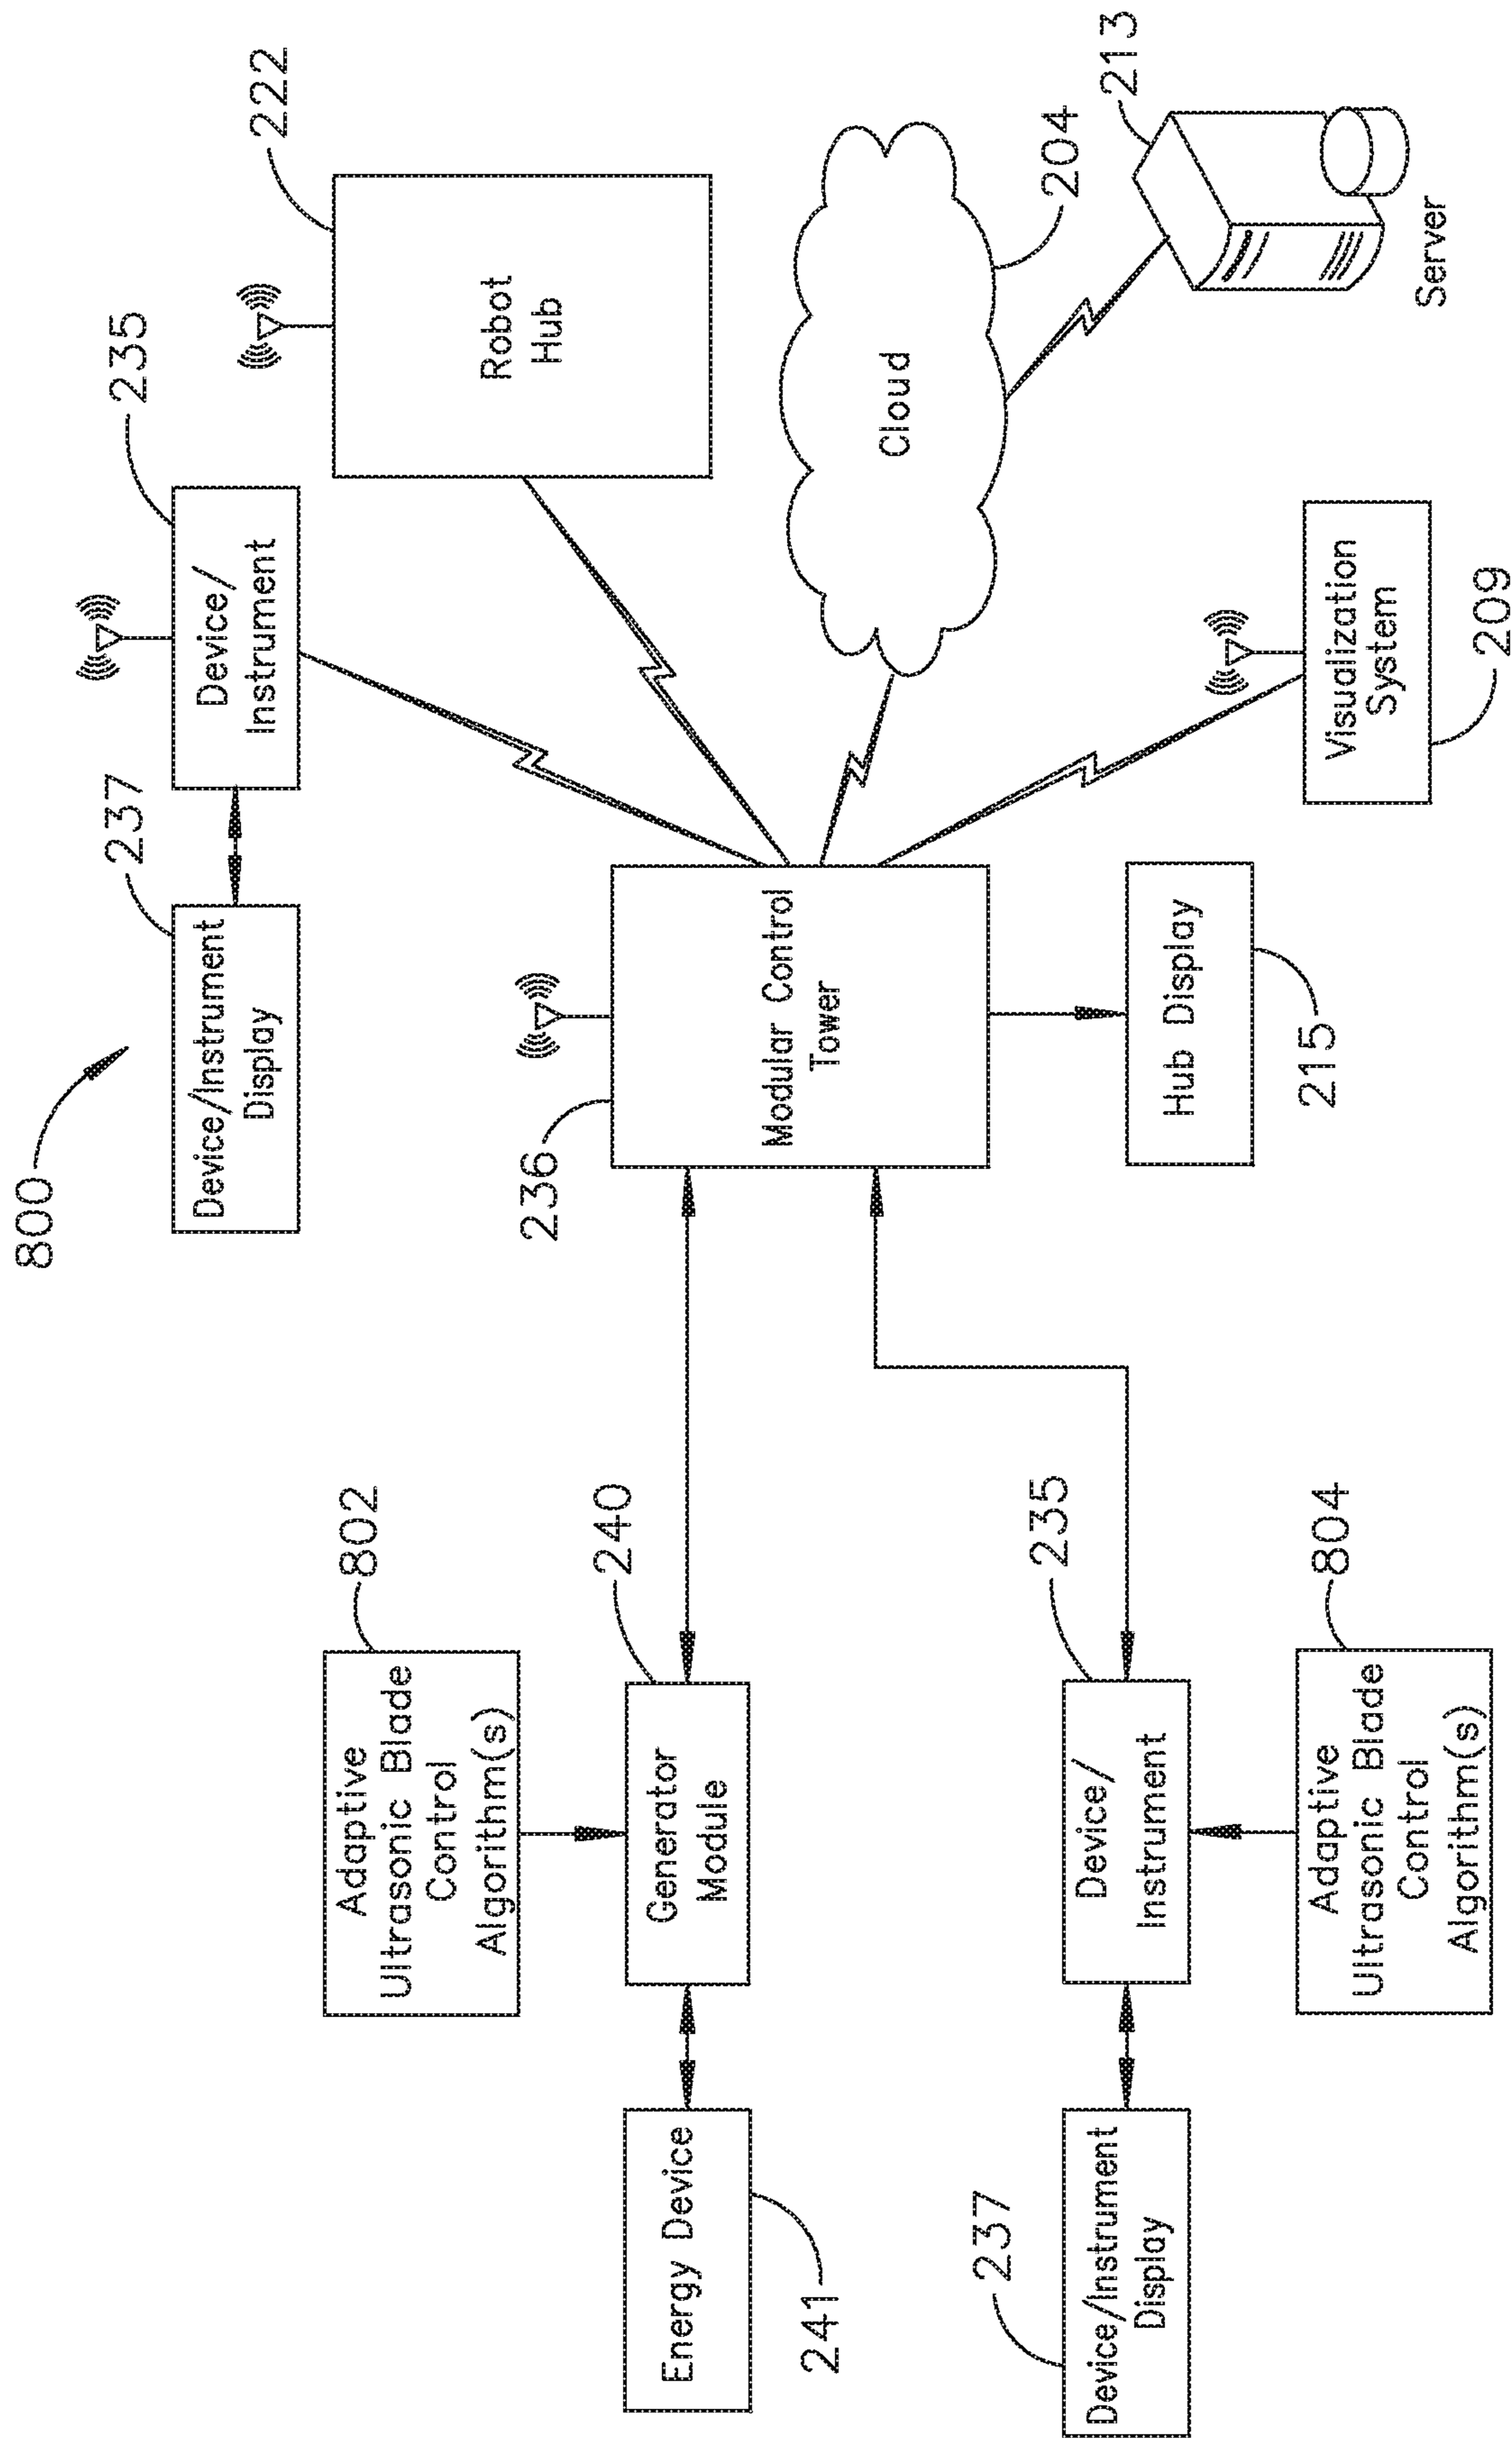 800
237
Device/Instrument
Display
235
Device/
Instrument
222
Robot
Hub
236
Modular Control
Tower
Cloud
204
213
Server
Hub Display
215
Visualization
System
209
802
Adaptive
Ultrasonic Blade
Control
Algorithm(s)
240
Generator
Module
Energy Device
241
235
Device/
Instrument
237
Device/Instrument
Display
804
Adaptive
Ultrasonic Blade
Control
Algorithm(s)